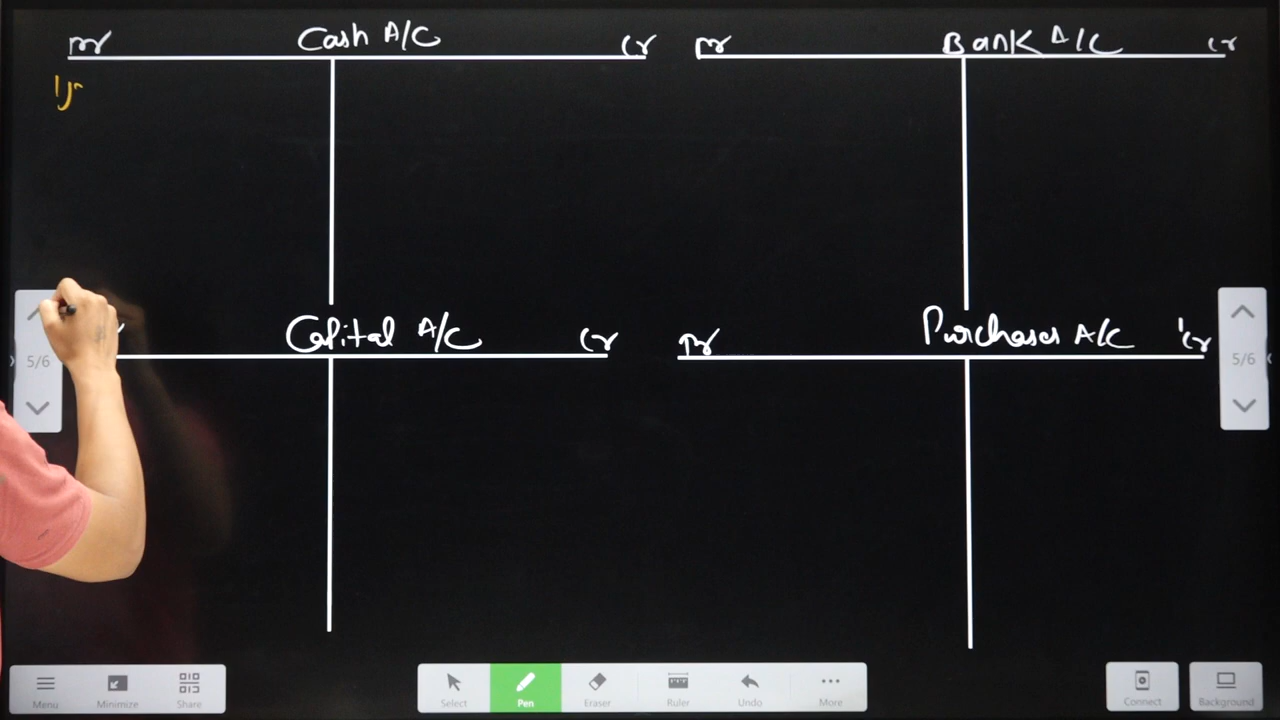 Dr Cash A/C Cr
Dr Bank A/C Cr
Capital A/C Cr
Dr Purchases A/C Cr
5/6
5/6
Menu
Minimize
Share
Select
Pen
Eraser
Ruler
Undo
More
Connect
Background